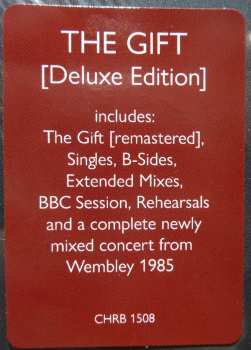 THE GIFT
[Deluxe Edition]
includes:
The Gift [remastered],
Singles, B-Sides,
Extended Mixes,
BBC Session, Rehearsals
and a complete newly
mixed concert from
Wembley 1985
CHRB 1508